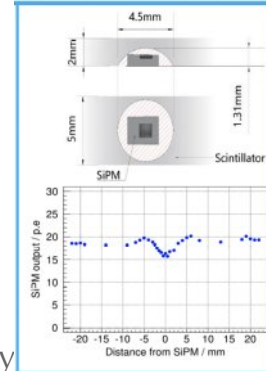 4.5mm
2mm
1.31mm
5mm
Scintillator
SiPM
30
25
20
15
10
5
0
SiPM output / p.e
-20 -15 -10 -5 0 5 10 15 20
Distance from SiPM / mm
y